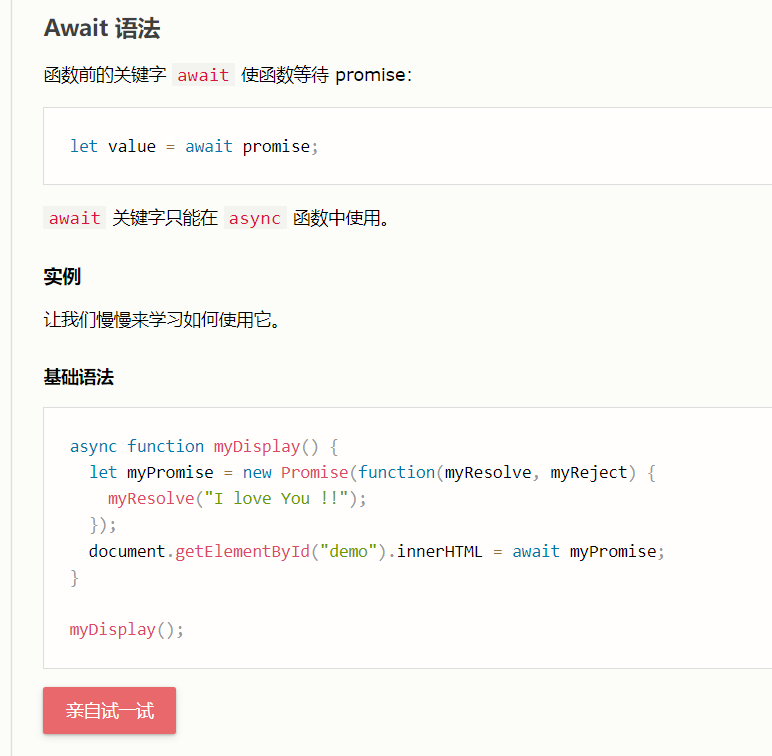 Await 语法
函数前的关键字 await 使函数等待 promise：
let value = await promise;
await 关键字只能在 async 函数中使用。
实例
让我们慢慢来学习如何使用它。
基础语法
async function myDisplay() {
  let myPromise = new Promise(function(myResolve, myReject) {
    myResolve("I love You !!");
  });
  document.getElementById("demo").innerHTML = await myPromise;
}
myDisplay();
亲自试一试